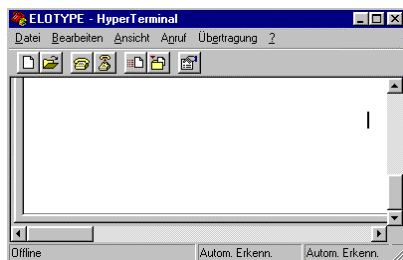 ELOTYPE - HyperTerminal
Datei Bearbeiten Ansicht Anruf Übertragung ?
Offline Autom. Erkenn. Autom. Erkenn.